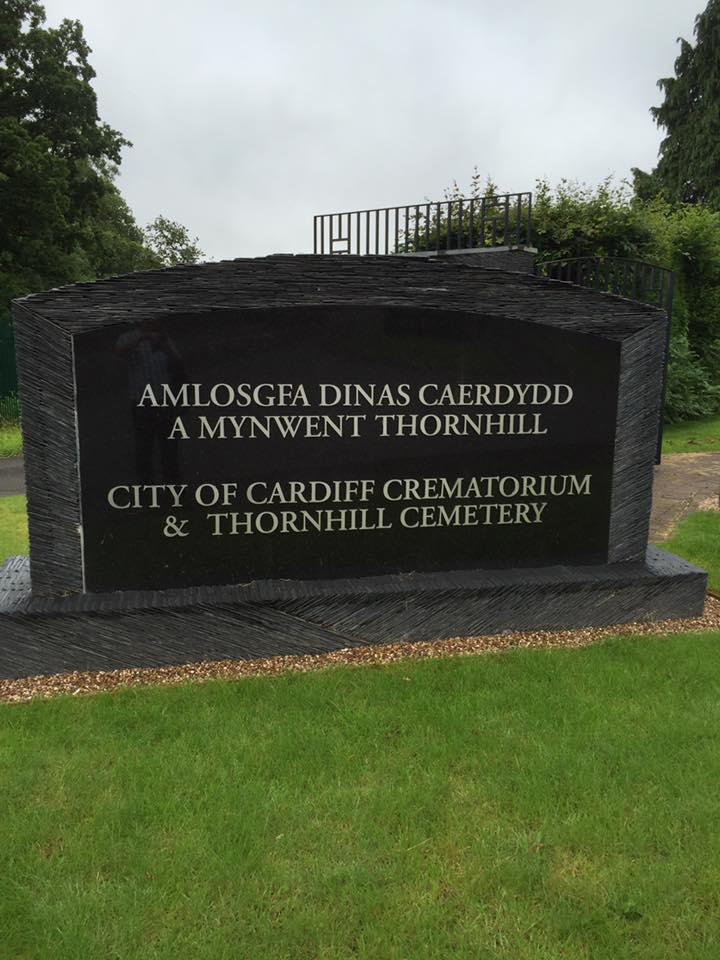 AMLOSGFA DINAS CAERDYDD
A MYNWENT THORNHILL
CITY OF CARDIFF CREMATORIUM
& THORNHILL CEMETERY